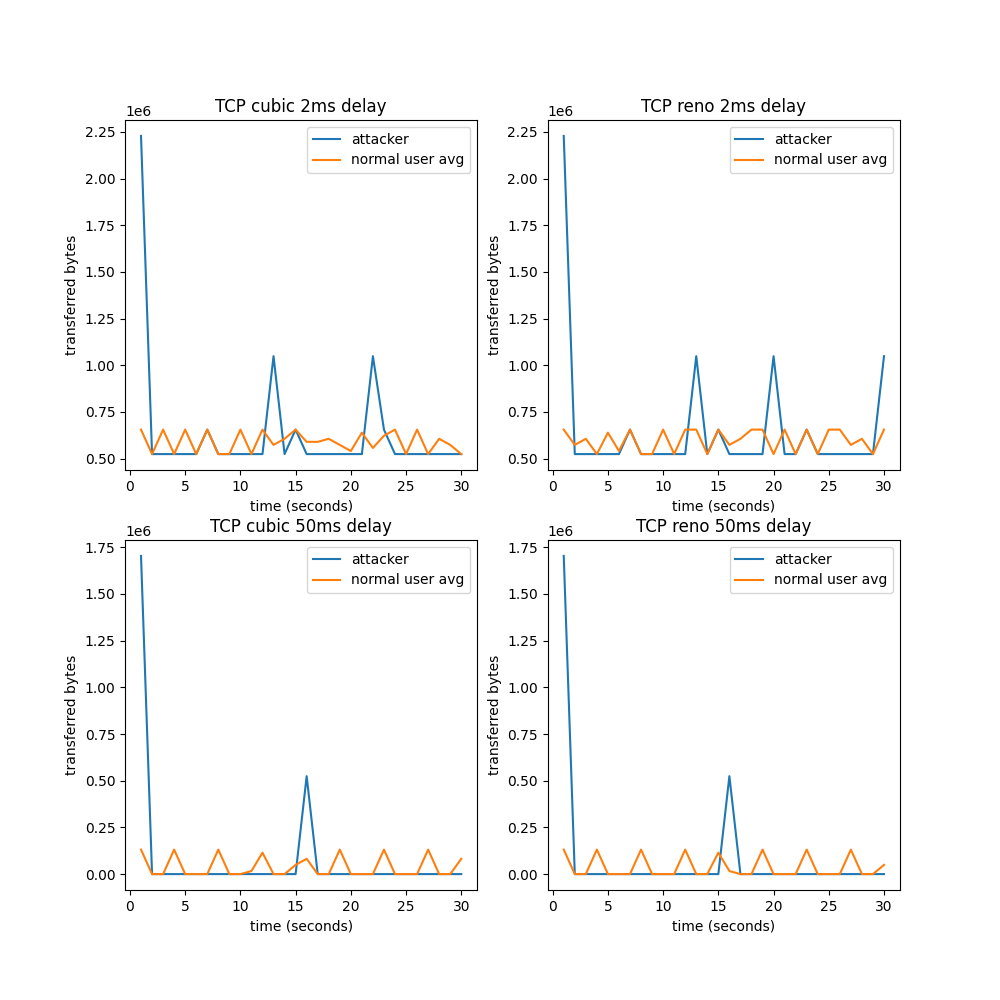 TCP cubic 2ms delay
1e6
attacker
normal user avg
transferred bytes
2.25
2.00
1.75
1.50
1.25
1.00
0.75
0.50
0 5 10 15 20 25 30
time (seconds)
TCP reno 2ms delay
1e6
attacker
normal user avg
transferred bytes
2.25
2.00
1.75
1.50
1.25
1.00
0.75
0.50
0 5 10 15 20 25 30
time (seconds)
TCP cubic 50ms delay
1e6
attacker
normal user avg
transferred bytes
1.75
1.50
1.25
1.00
0.75
0.50
0.25
0.00
0 5 10 15 20 25 30
time (seconds)
TCP reno 50ms delay
1e6
attacker
normal user avg
transferred bytes
1.75
1.50
1.25
1.00
0.75
0.50
0.25
0.00
0 5 10 15 20 25 30
time (seconds)